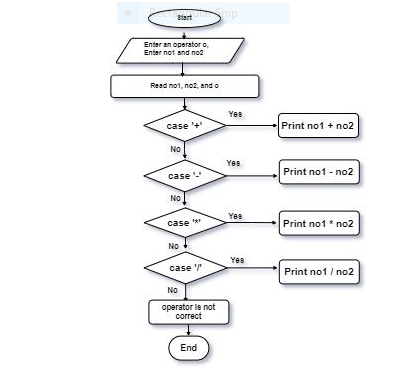 Rectangular Snip
Start
Enter an operator o,
Enter no1 and no2
Read no1, no2, and o
case '+'
Yes
Print no1 + no2
No
case '-'
Yes
Print no1 - no2
No
case '*'
Yes
Print no1 * no2
No
case '/'
Yes
Print no1 / no2
No
operator is not
correct
End